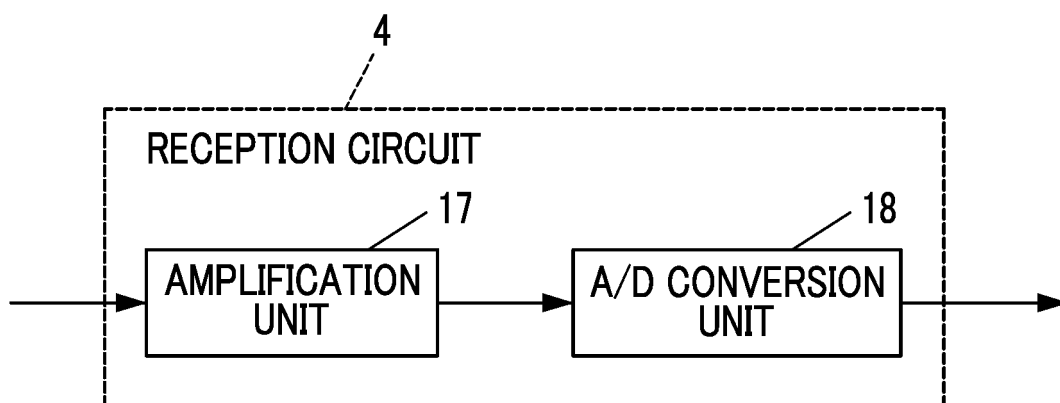 4
RECEPTION CIRCUIT
17
18
AMPLIFICATION
UNIT
A/D CONVERSION
UNIT